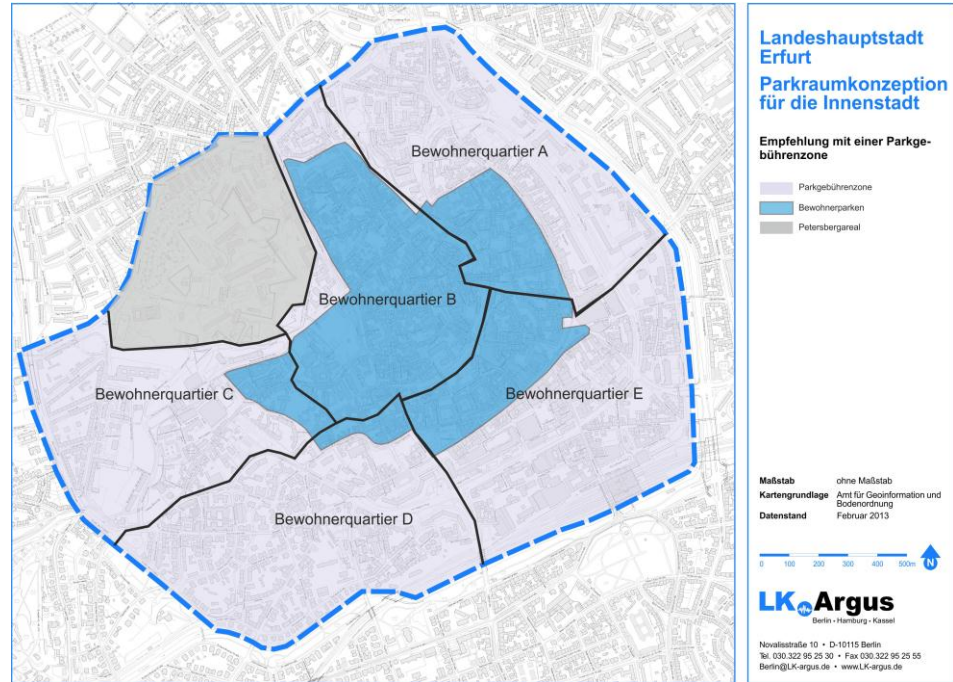 Bewohnerquartier A
Bewohnerquartier B
Bewohnerquartier C
Bewohnerquartier E
Bewohnerquartier D
Landeshauptstadt
Erfurt
Parkraumkonzeption
für die Innenstadt
Empfehlung mit einer Parkge-
bührenzone
Parkgebührenzone
Bewohnerparken
Petersbergareal
Maßstab ohne Maßstab
Kartengrundlage Amt für Geoinformation und
Bodenordnung
Datenstand Februar 2013
0 100 200 300 400 500m
N
LK Argus
Berlin • Hamburg • Kassel
Novalisstraße 10 • D-10115 Berlin
Tel. 030.322 95 25 30 • Fax 030.322 95 25 55
Berlin@LK-argus.de • www.LK-argus.de